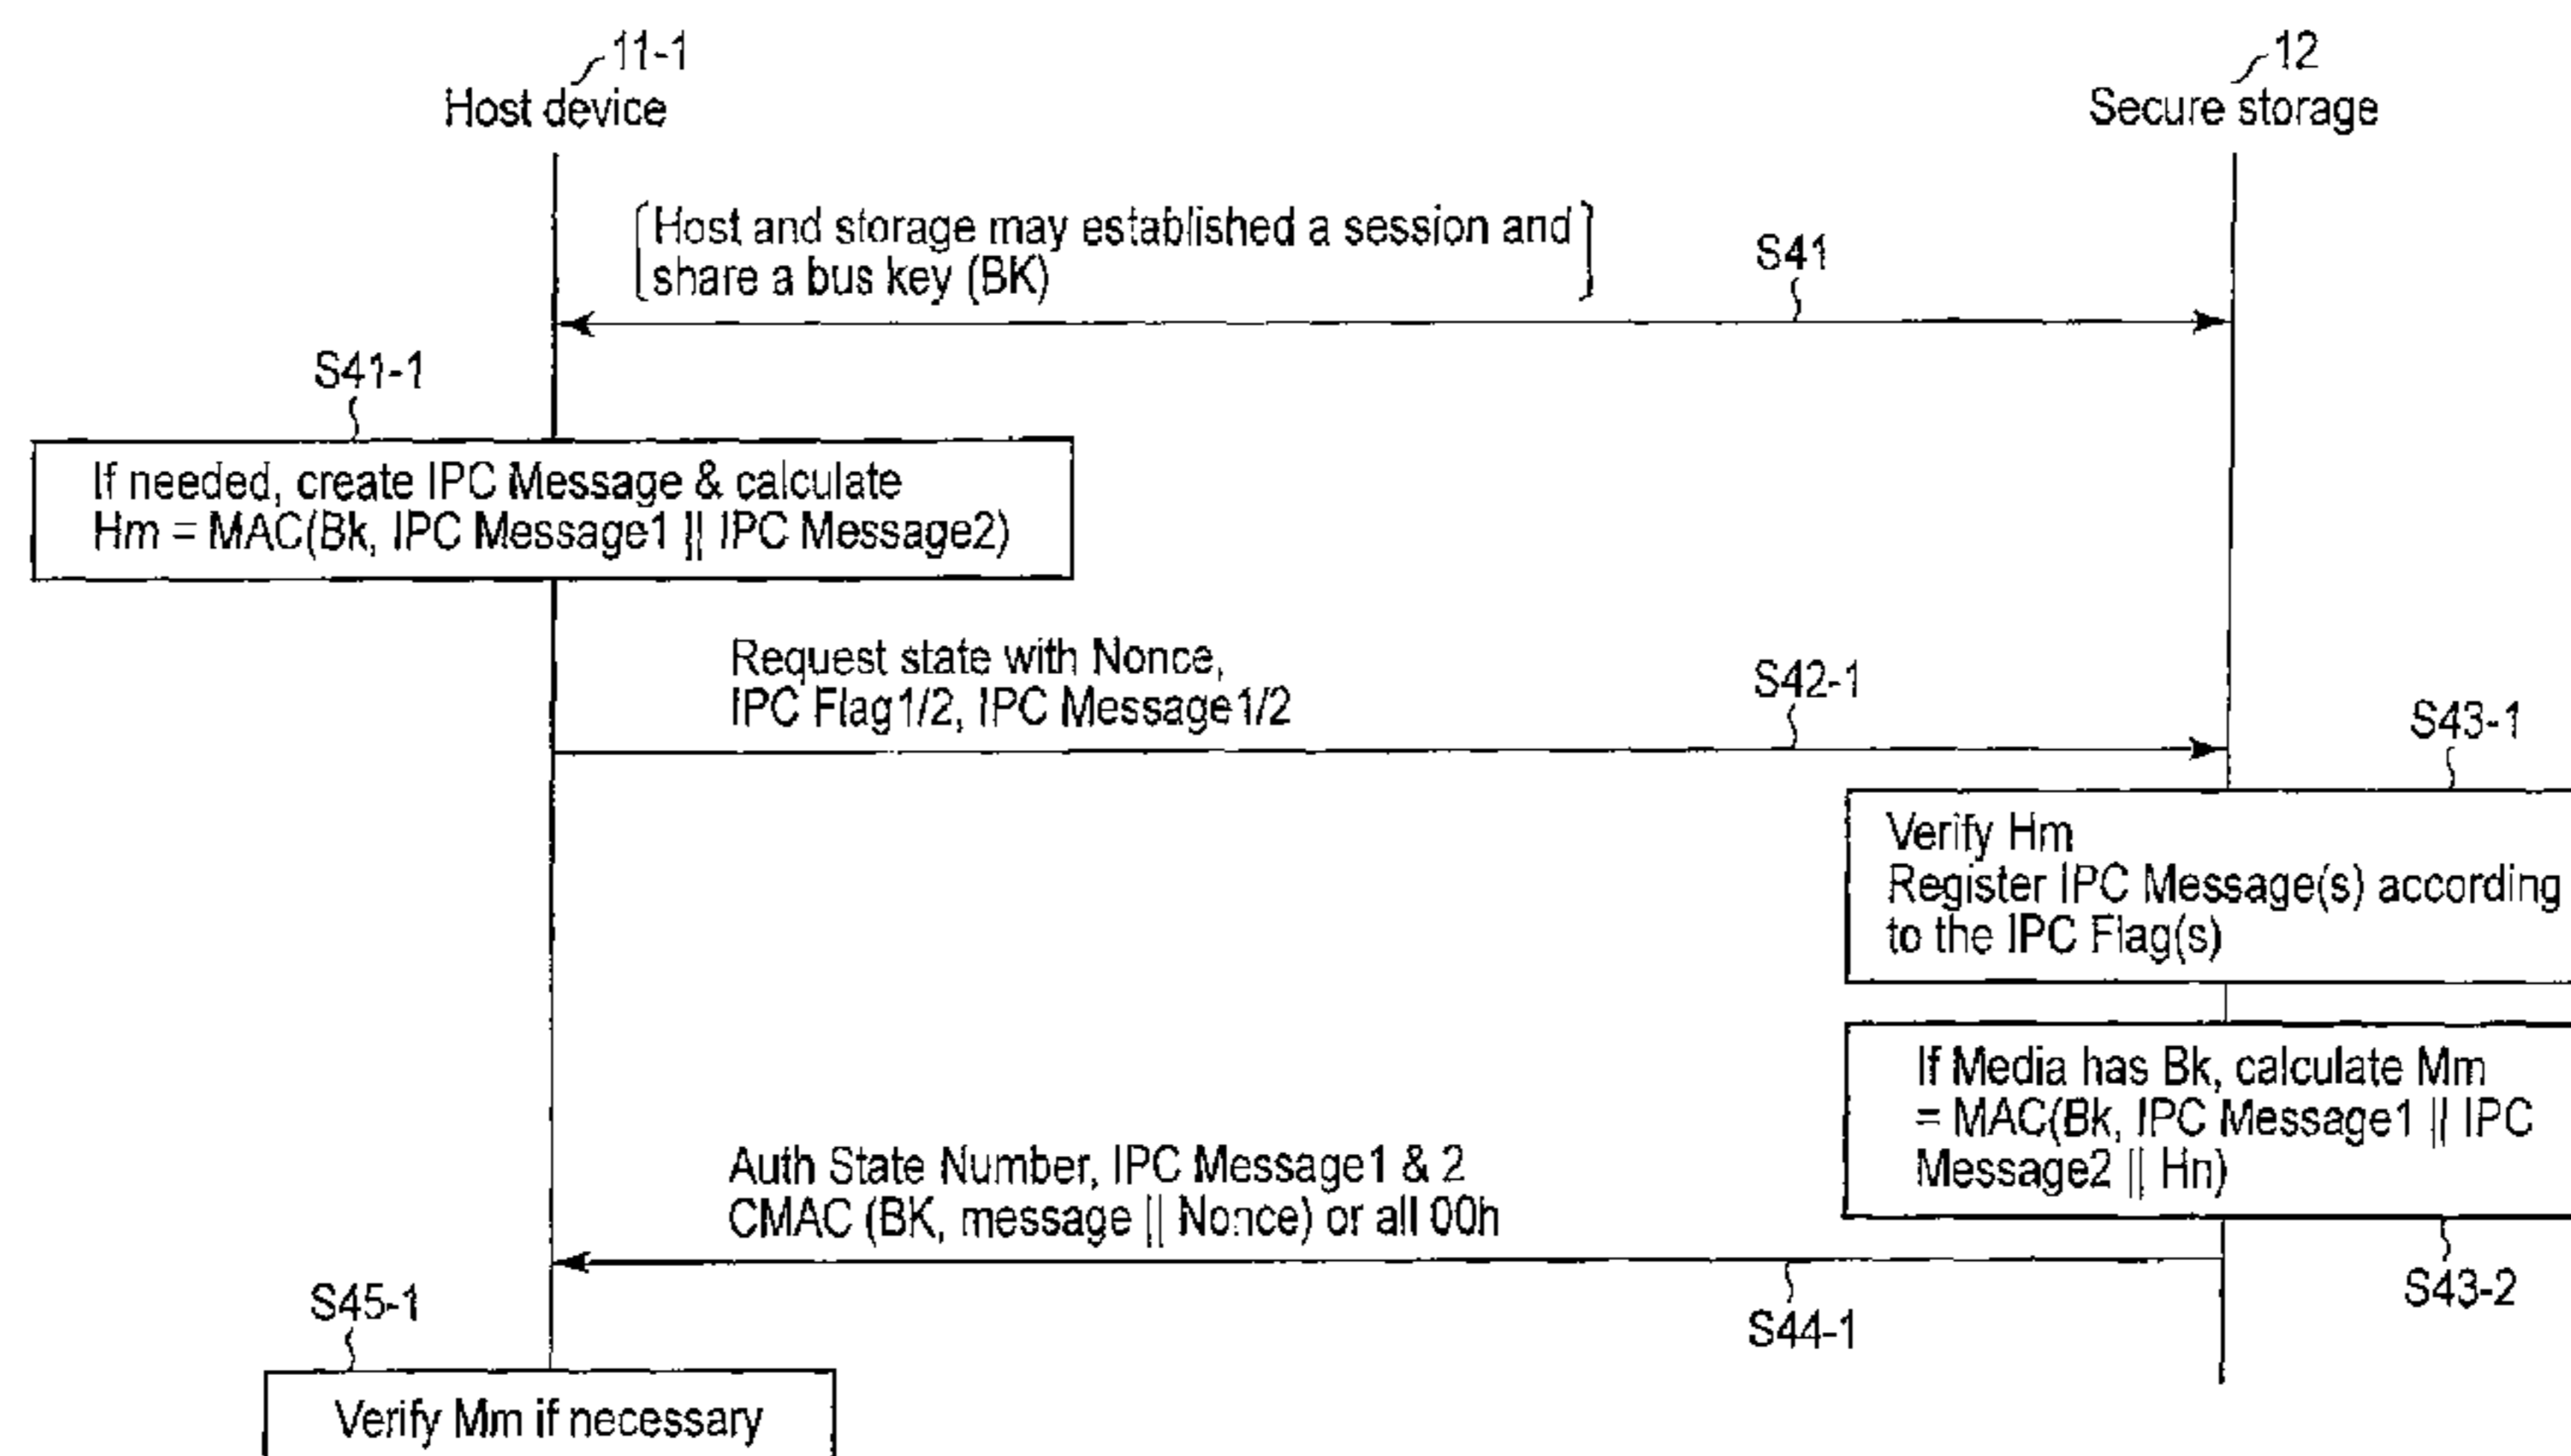 11-1
Host device
12
Secure storage
Host and storage may established a session and
share a bus key (BK)
S41
S41-1
If needed, create IPC Message & calculate
Hm = MAC(Bk, IPC Message1 || IPC Message2)
Request state with Nonce,
IPC Flag1/2, IPC Message1/2
S42-1
S43-1
Verify Hm
Register IPC Message(s) according
to the IPC Flag(s)
If Media has Bk, calculate Mm
= MAC(Bk, IPC Message1 || IPC
Message2 || Hn)
S43-2
Auth State Number, IPC Message1 & 2
CMAC (BK, message || Nonce) or all 00h
S44-1
S45-1
Verify Mm if necessary